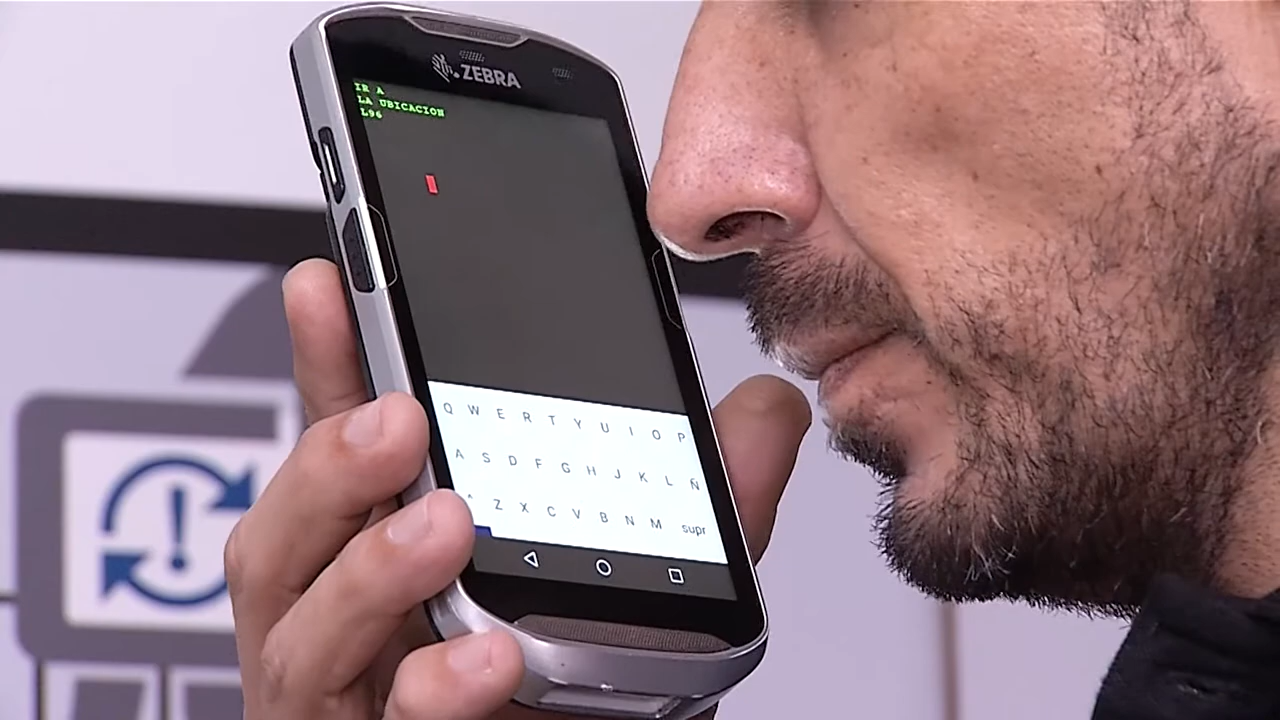 ZEBRA
IR A
LA UBICACION
L96
Q W E R T Y U I O P
A S D F G H J K L Ñ
^ Z X C V B N M supr
!